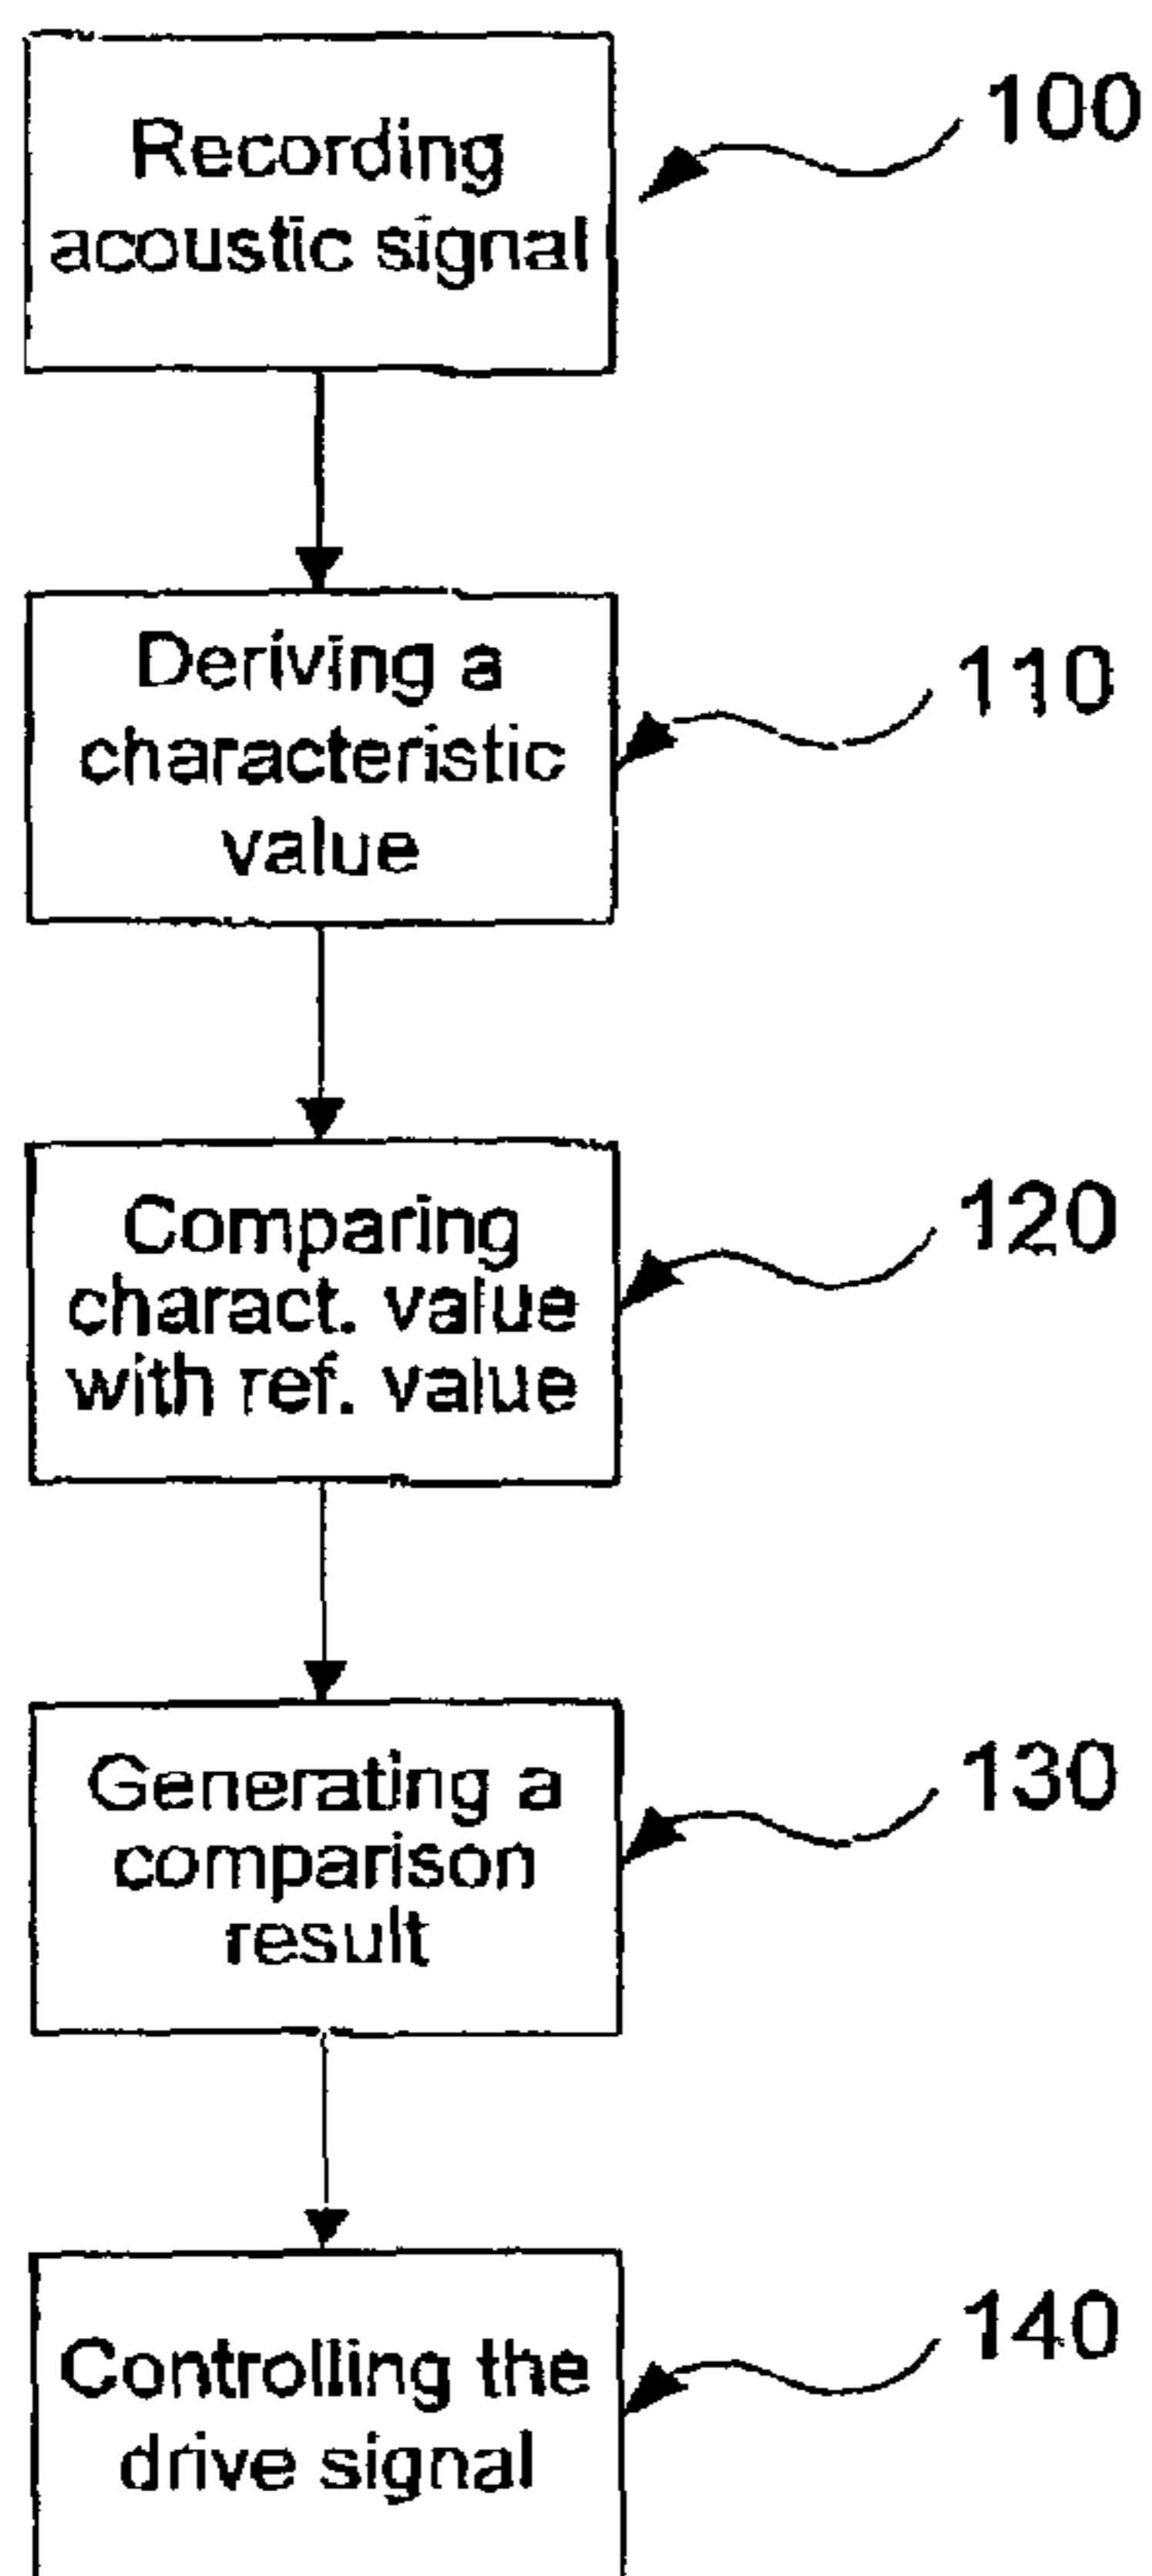 Recording
acoustic signal
100
Deriving a
characteristic
value
110
Comparing
charact. value
with ref. value
120
Generating a
comparison
result
130
Controlling the
drive signal
140